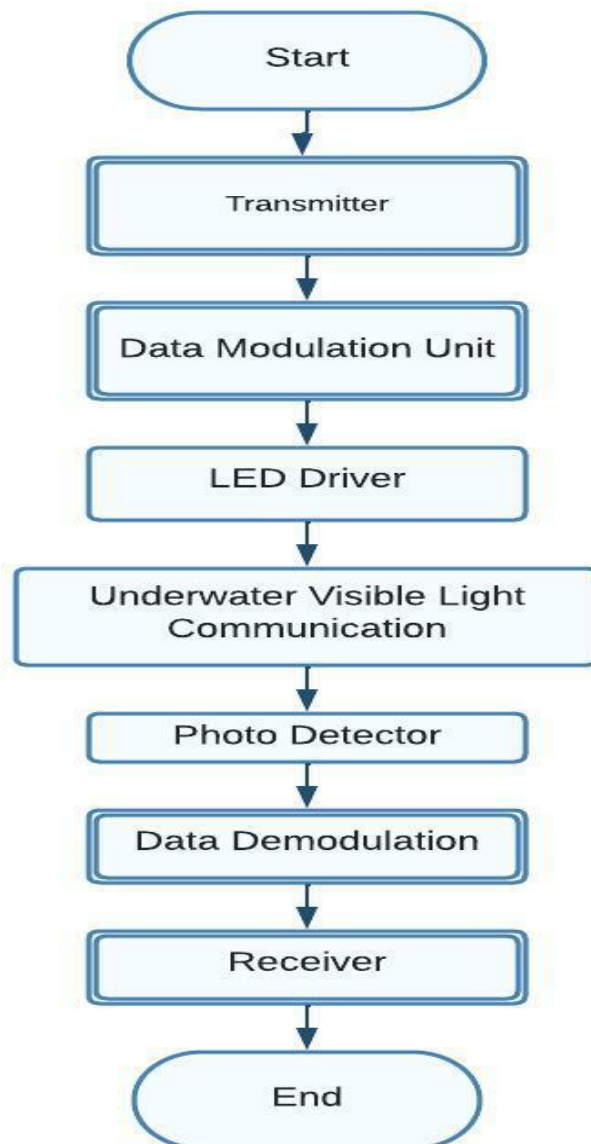 Start
Transmitter
Data Modulation Unit
LED Driver
Underwater Visible Light
Communication
Photo Detector
Data Demodulation
Receiver
End